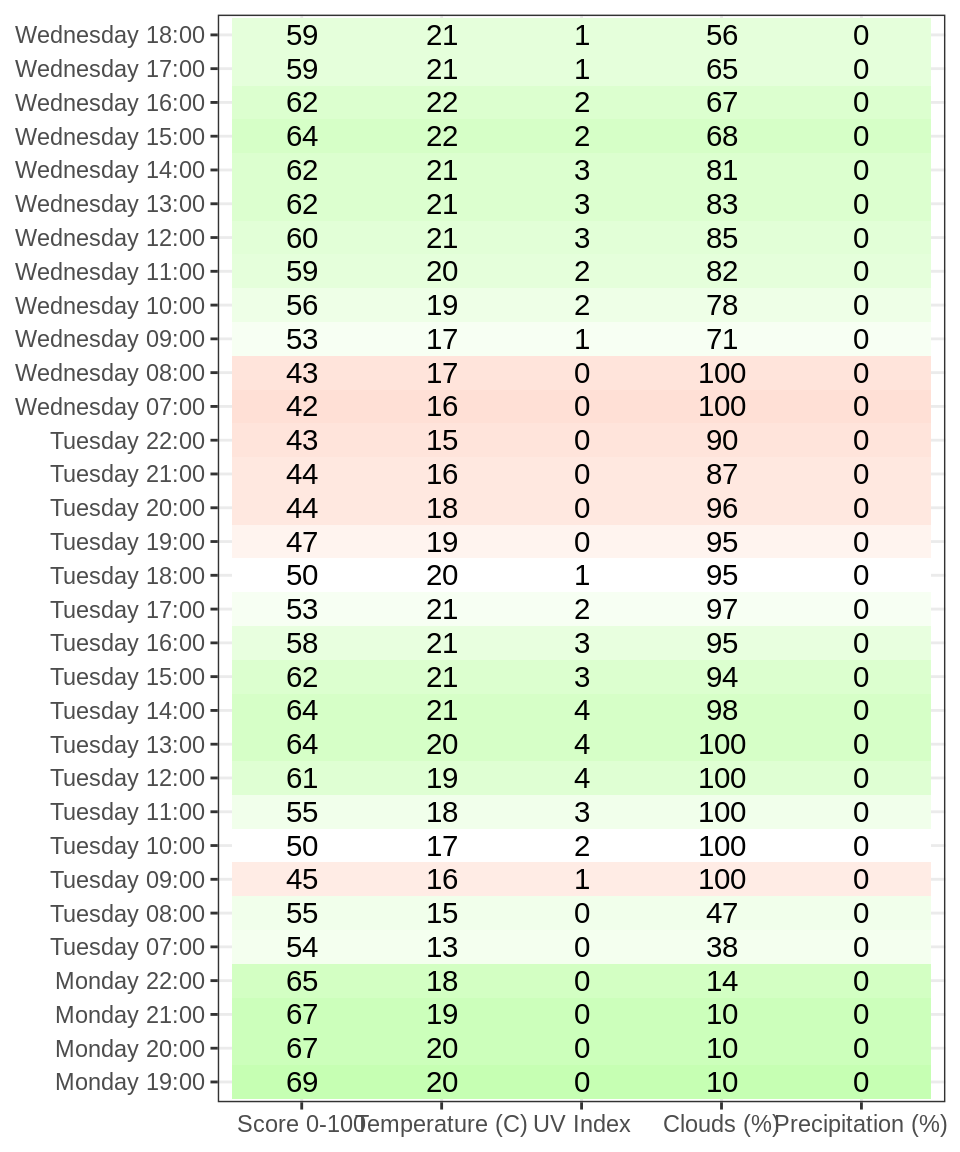 Wednesday 18:00 59 21 1 56 0
Wednesday 17:00 59 21 1 65 0
Wednesday 16:00 62 22 2 67 0
Wednesday 15:00 64 22 2 68 0
Wednesday 14:00 62 21 3 81 0
Wednesday 13:00 62 21 3 83 0
Wednesday 12:00 60 21 3 85 0
Wednesday 11:00 59 20 2 82 0
Wednesday 10:00 56 19 2 78 0
Wednesday 09:00 53 17 1 71 0
Wednesday 08:00 43 17 0 100 0
Wednesday 07:00 42 16 0 100 0
Tuesday 22:00 43 15 0 90 0
Tuesday 21:00 44 16 0 87 0
Tuesday 20:00 44 18 0 96 0
Tuesday 19:00 47 19 0 95 0
Tuesday 18:00 50 20 1 95 0
Tuesday 17:00 53 21 2 97 0
Tuesday 16:00 58 21 3 95 0
Tuesday 15:00 62 21 3 94 0
Tuesday 14:00 64 21 4 98 0
Tuesday 13:00 64 20 4 100 0
Tuesday 12:00 61 19 4 100 0
Tuesday 11:00 55 18 3 100 0
Tuesday 10:00 50 17 2 100 0
Tuesday 09:00 45 16 1 100 0
Tuesday 08:00 55 15 0 47 0
Tuesday 07:00 54 13 0 38 0
Monday 22:00 65 18 0 14 0
Monday 21:00 67 19 0 10 0
Monday 20:00 67 20 0 10 0
Monday 19:00 69 20 0 10 0
Score 0-100 Temperature (C) UV Index Clouds (%) Precipitation (%)